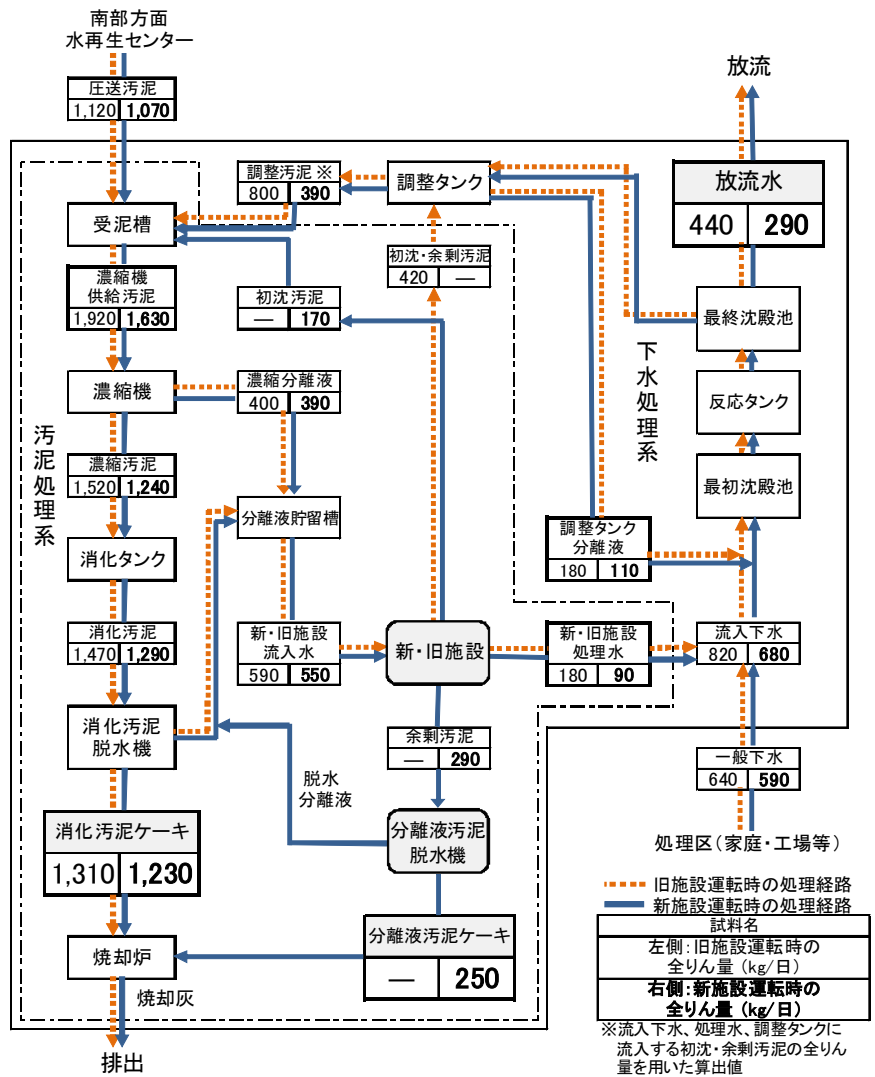 南部方面
水再生センター
圧送汚泥
1,120 1,070
放流
調整汚泥 ※
800 390
調整タンク
放流水
440 290
受泥槽
初沈・余剰汚泥
420 —
濃縮機
供給汚泥
1,920 1,630
初沈汚泥
— 170
最終沈殿池
下水処理系
濃縮機
濃縮分離液
400 390
反応タンク
汚泥処理系
濃縮汚泥
1,520 1,240
分離液貯留槽
最初沈殿池
消化タンク
調整タンク
分離液
180 110
消化汚泥
1,470 1,290
新・旧施設
流入水
590 550
新・旧施設
新・旧施設
処理水
180 90
流入下水
820 680
消化汚泥
脱水機
余剰汚泥
— 290
一般下水
640 590
脱水
分離液
消化汚泥ケーキ
1,310 1,230
分離液汚泥
脱水機
処理区(家庭・工場等)
旧施設運転時の処理経路
新施設運転時の処理経路
分離液汚泥ケーキ
— 250
試料名
左側:旧施設運転時の
全りん量 (kg/日)
右側:新施設運転時の
全りん量 (kg/日)
焼却炉
焼却灰
排出
※流入下水、処理水、調整タンクに
流入する初沈・余剰汚泥の全りん
量を用いた算出値